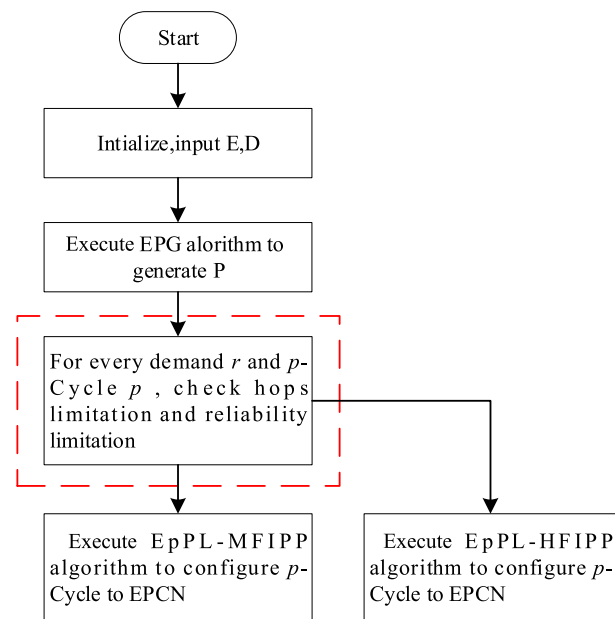 Start
Intialize,input E,D
Execute EPG alorithm to
generate P
For every demand r and p-
Cycle p , check hops
limitation and reliability
limitation
Execute EpPL-MFIPP
algorithm to configure p-
Cycle to EPCN
Execute EpPL-HFIPP
algorithm to configure p-
Cycle to EPCN